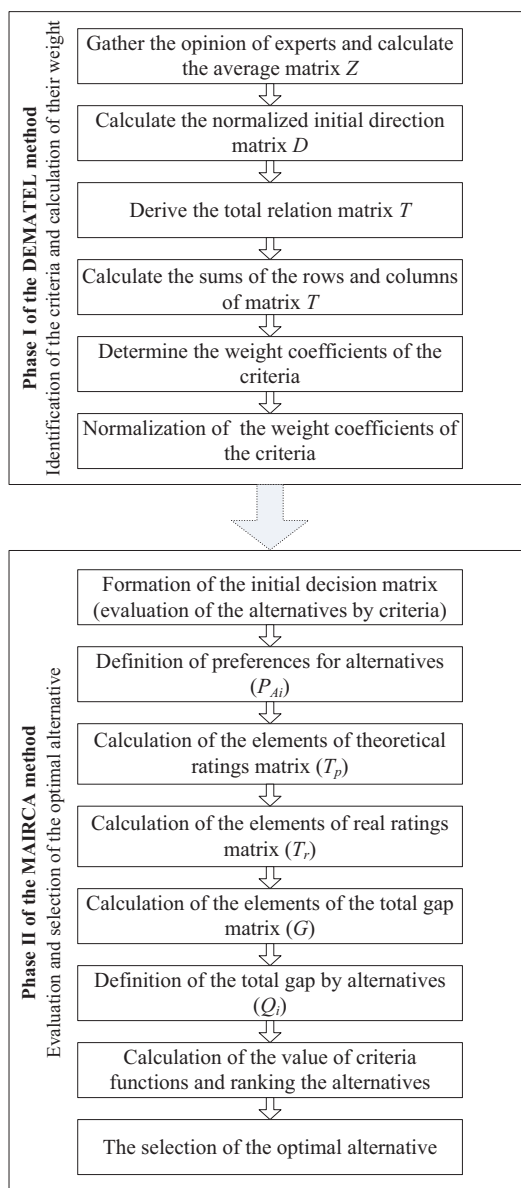 Phase I of the DEMATEL method
Identification of the criteria and calculation of their weight
Gather the opinion of experts and calculate
the average matrix Z
Calculate the normalized initial direction
matrix D
Derive the total relation matrix T
Calculate the sums of the rows and columns
of matrix T
Determine the weight coefficients of the
criteria
Normalization of the weight coefficients of
the criteria
Phase II of the MAIRCA method
Evaluation and selection of the optimal alternative
Formation of the initial decision matrix
(evaluation of the alternatives by criteria)
Definition of preferences for alternatives
(P_Ai)
Calculation of the elements of theoretical
ratings matrix (T_p)
Calculation of the elements of real ratings
matrix (T_r)
Calculation of the elements of the total gap
matrix (G)
Definition of the total gap by alternatives
(Q_i)
Calculation of the value of criteria
functions and ranking the alternatives
The selection of the optimal alternative